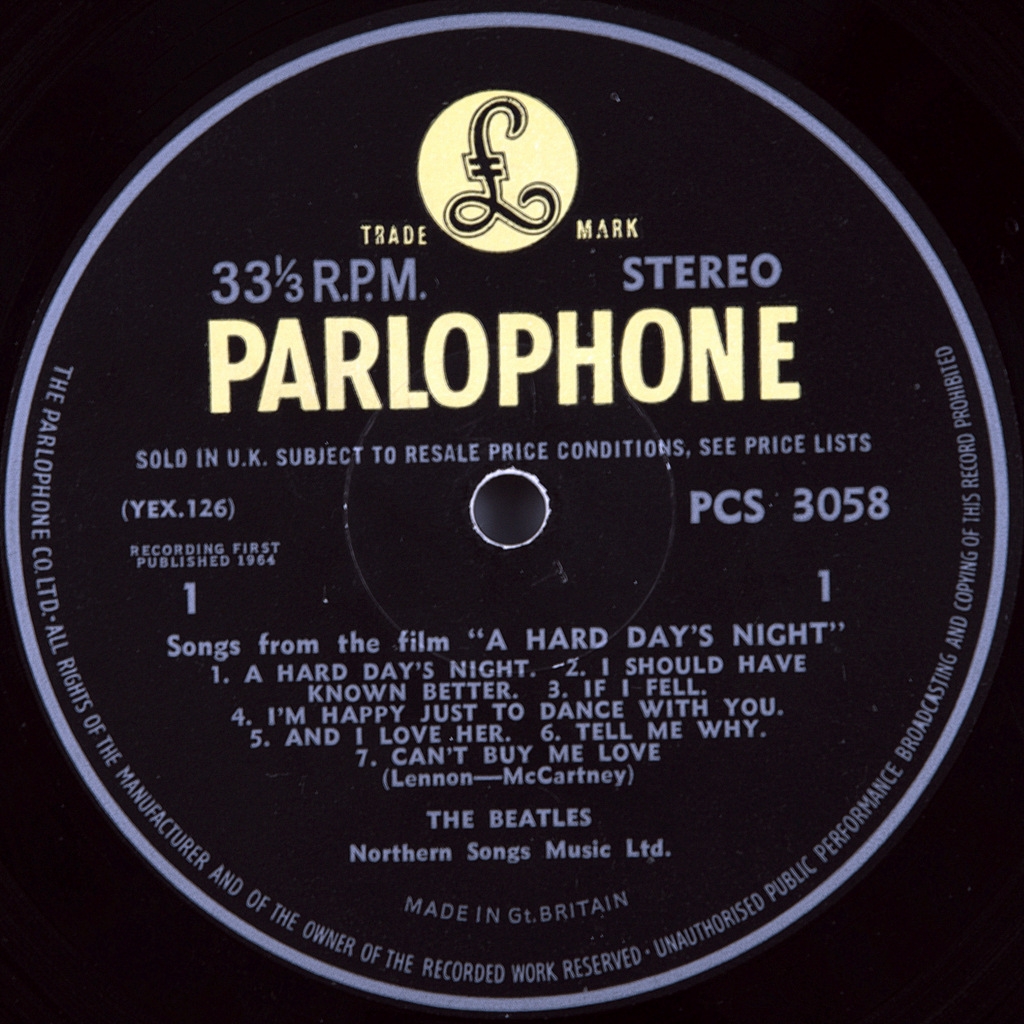 £
TRADE MARK
33⅓ R.P.M. STEREO
PARLOPHONE
SOLD IN U.K. SUBJECT TO RESALE PRICE CONDITIONS, SEE PRICE LISTS
(YEX.126) PCS 3058
RECORDING FIRST
PUBLISHED 1964
1 1
Songs from the film “A HARD DAY'S NIGHT”
1. A HARD DAY'S NIGHT. -2. I SHOULD HAVE
KNOWN BETTER. 3. IF I FELL.
4. I'M HAPPY JUST TO DANCE WITH YOU.
5. AND I LOVE HER. 6. TELL ME WHY.
7. CAN'T BUY ME LOVE
(Lennon—McCartney)
THE BEATLES
Northern Songs Music Ltd.
MADE IN Gt. BRITAIN
THE PARLOPHONE CO.LTD.·ALL RIGHTS OF THE MANUFACTURER AND OF THE OWNER OF THE RECORDED WORK RESERVED · UNAUTHORISED PUBLIC PERFORMANCE BROADCASTING AND COPYING OF THIS RECORD PROHIBITED